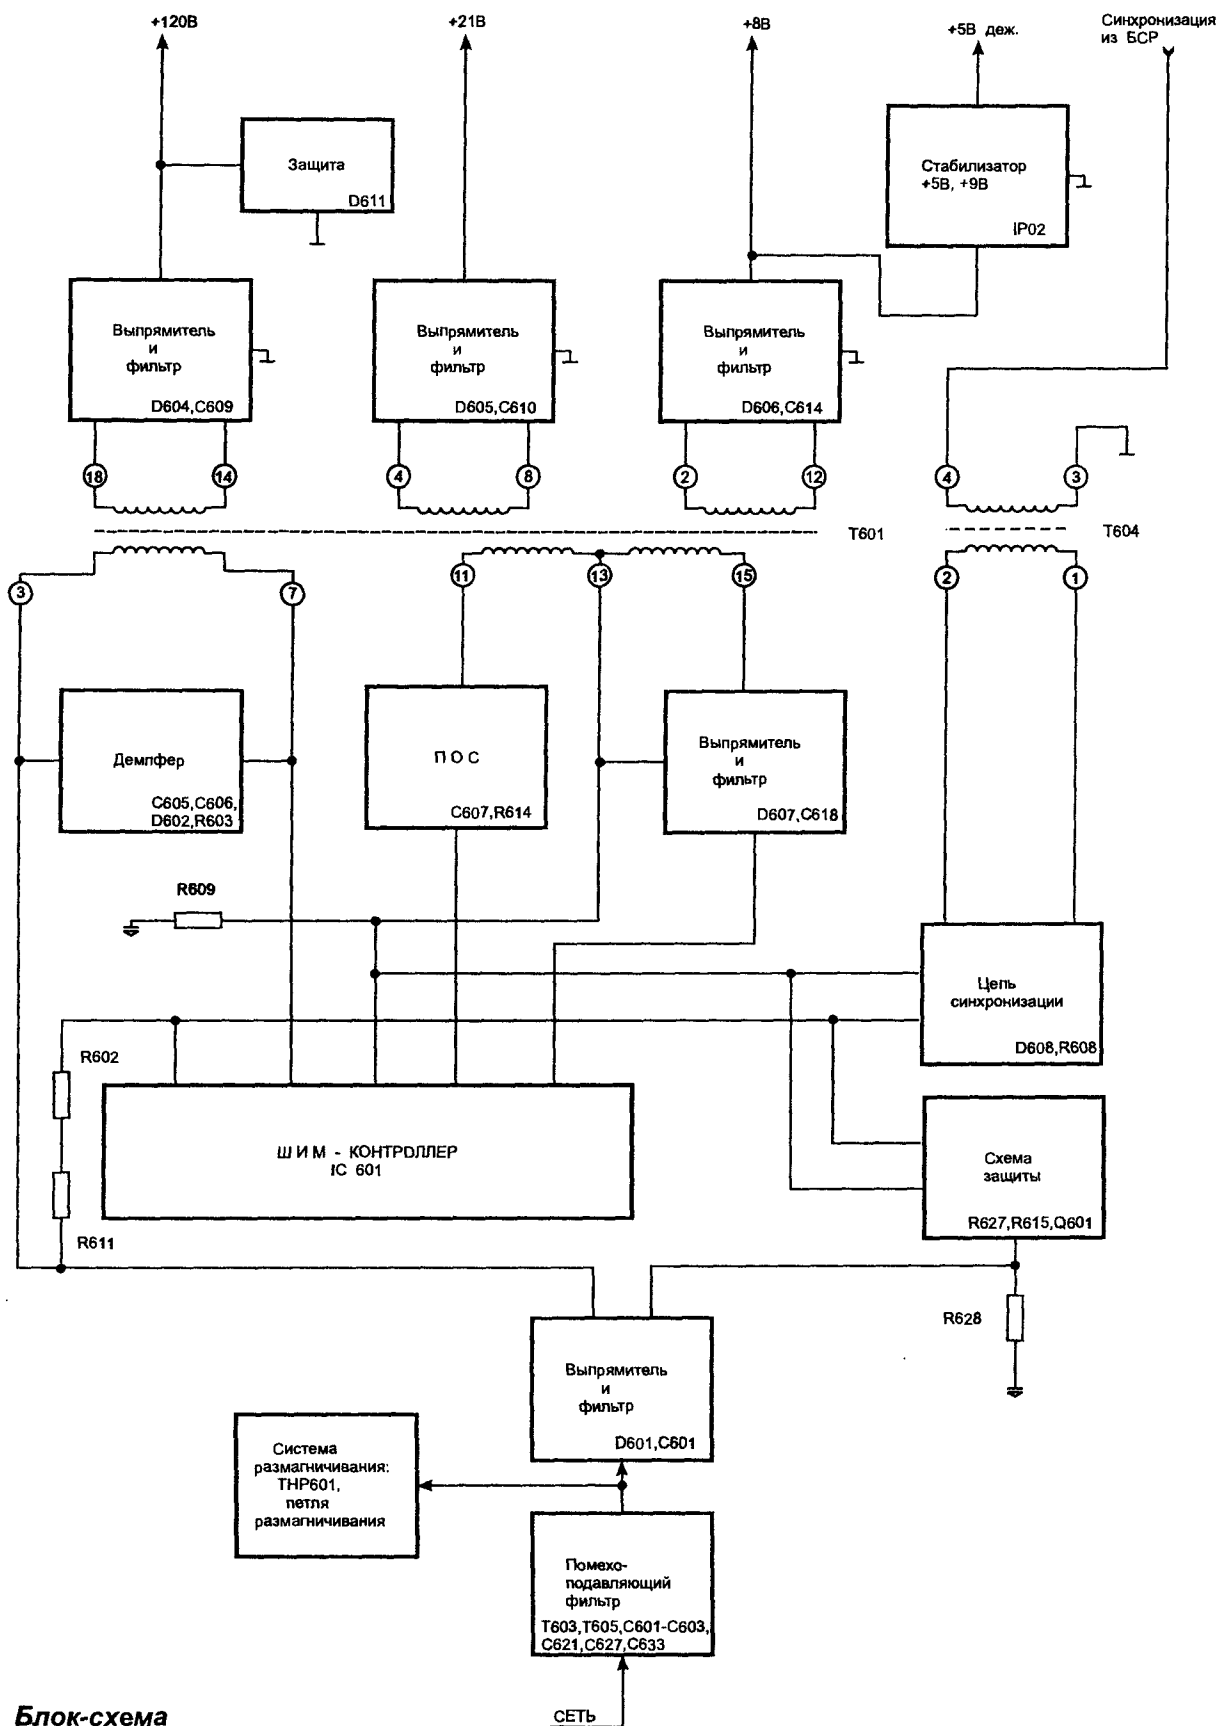 +120В
+21В
+8В
+5В деж.
Синхронизация
из БСР
Защита
D611
Стабилизатор
+5В, +9В
IP02
Выпрямитель
и
фильтр
D604,C609
Выпрямитель
и
фильтр
D605,C610
Выпрямитель
и
фильтр
D606,C614
18
14
4
8
2
12
4
3
T601
T604
3
7
11
13
15
2
1
Демпфер
C605,C606,
D602,R603
П О С
C607,R614
Выпрямитель
и
фильтр
D607,C618
R609
Цепь
синхронизации
D608,R608
R602
Ш И М - КОНТРОЛЛЕР
IC 601
R611
Схема
защиты
R627,R615,Q601
R628
Выпрямитель
и
фильтр
D601,C601
Система
размагничивания:
THP601,
петля
размагничивания
Помехо-
подавляющий
фильтр
T603,T605,C601-C603,
C621,C627,C633
СЕТЬ
Блок-схема